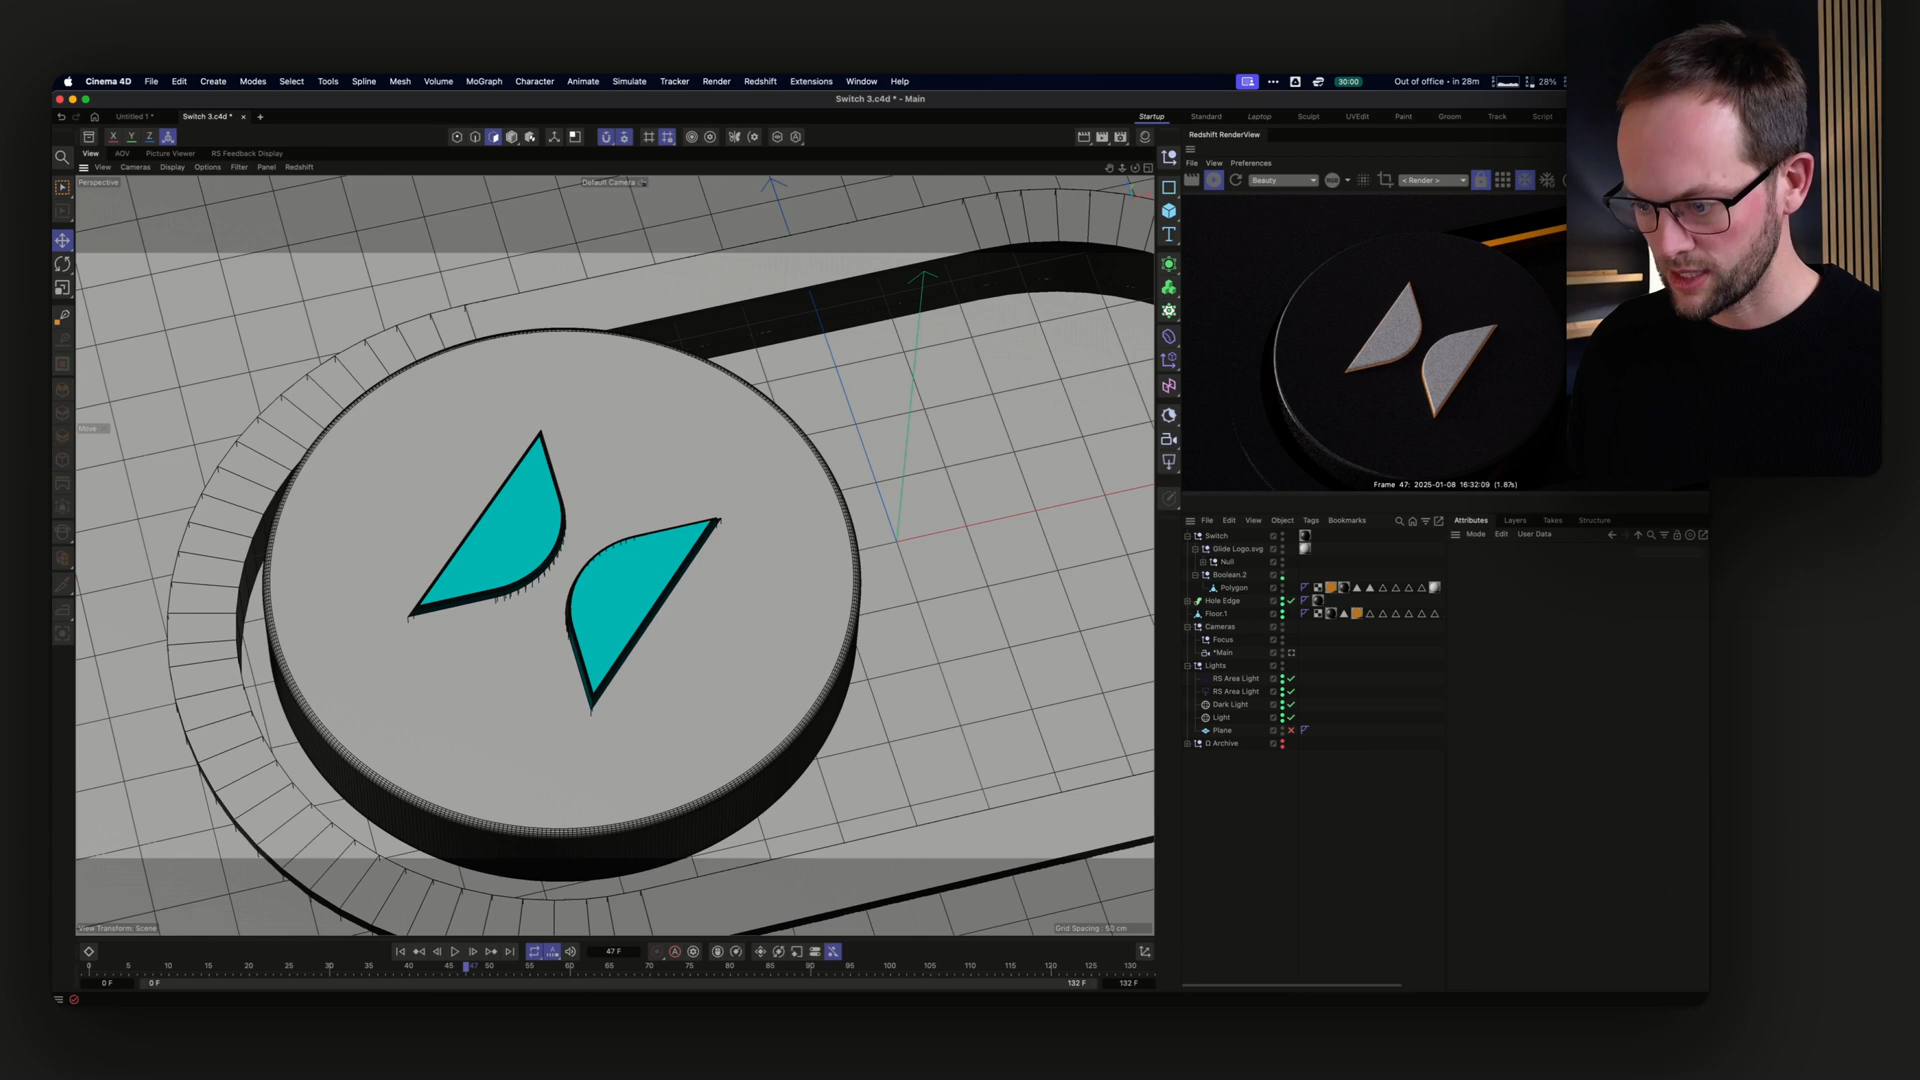 Cinema 4D File Edit Create Modes Select Tools Spline Mesh Volume MoGraph Character Animate Simulate Tracker Render Redshift Extensions Window Help
30:00 Out of office • in 28m 28%
Switch 3.c4d * - Main
Untitled 1 * Switch 3.c4d *
Startup Standard Laptop Sculpt UVEdit Paint Groom Track Script
X Y Z
Redshift RenderView
View AOV Picture Viewer RS Feedback Display
File View Preferences
View Cameras Display Options Filter Panel Redshift
Beauty < Render >
Perspective
Default Camera
Move
Frame 47: 2025-01-08 16:32:09 (1.87s)
File Edit View Object Tags Bookmarks
Attributes Layers Takes Structure
Mode Edit User Data
Switch
Glide Logo.svg
Null
Boolean.2
Polygon
Hole Edge
Floor.1
Cameras
Focus
*Main
Lights
RS Area Light
RS Area Light
Dark Light
Light
Plane
Ω Archive
View Transform: Scene
Grid Spacing : 50 cm
47 F
0 5 10 15 20 25 30 35 40 47 50 55 60 65 70 75 80 85 90 95 100 105 110 115 120 125 130
0 F 0 F 132 F 132 F